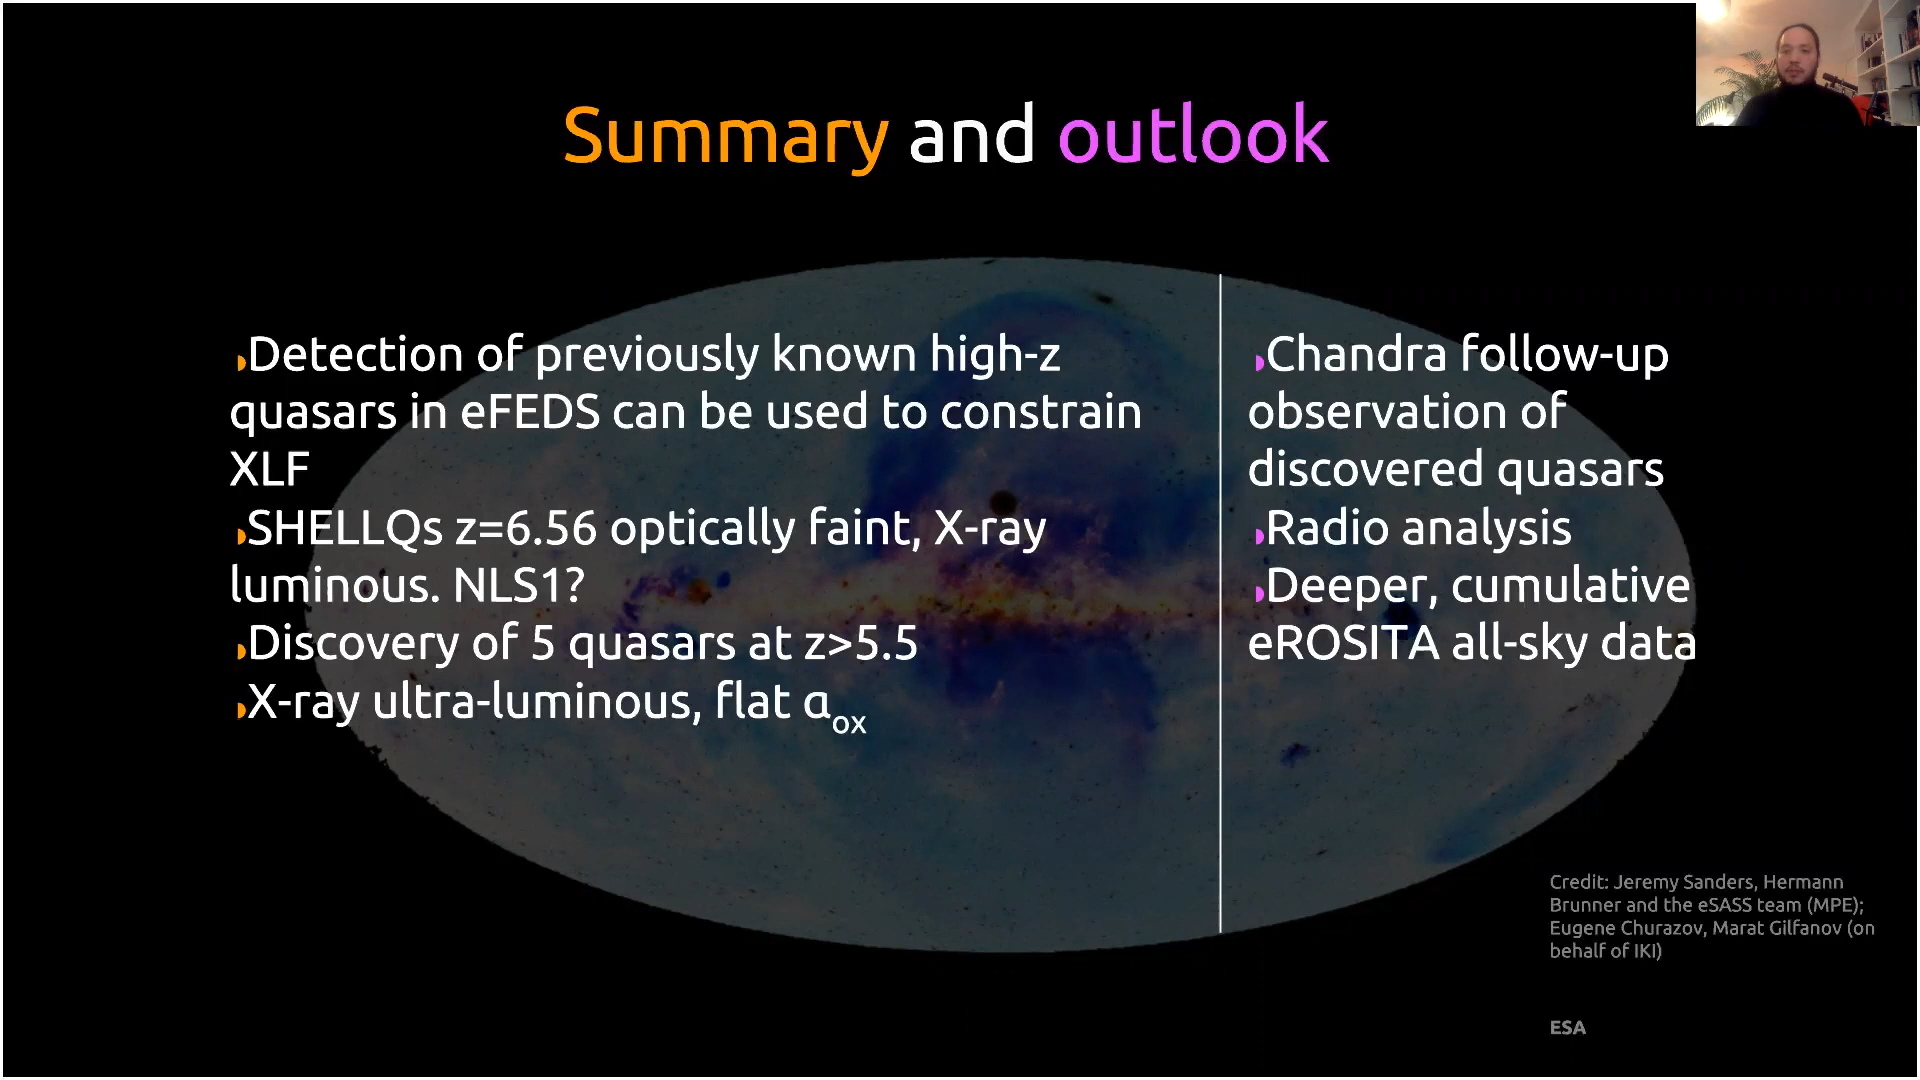 Summary and outlook
Detection of previously known high-z
quasars in eFEDS can be used to constrain
XLF
SHELLQs z=6.56 optically faint, X-ray
luminous. NLS1?
Discovery of 5 quasars at z>5.5
X-ray ultra-luminous, flat αox
Chandra follow-up
observation of
discovered quasars
Radio analysis
Deeper, cumulative
eROSITA all-sky data
Credit: Jeremy Sanders, Hermann
Brunner and the eSASS team (MPE);
Eugene Churazov, Marat Gilfanov (on
behalf of IKI)
ESA